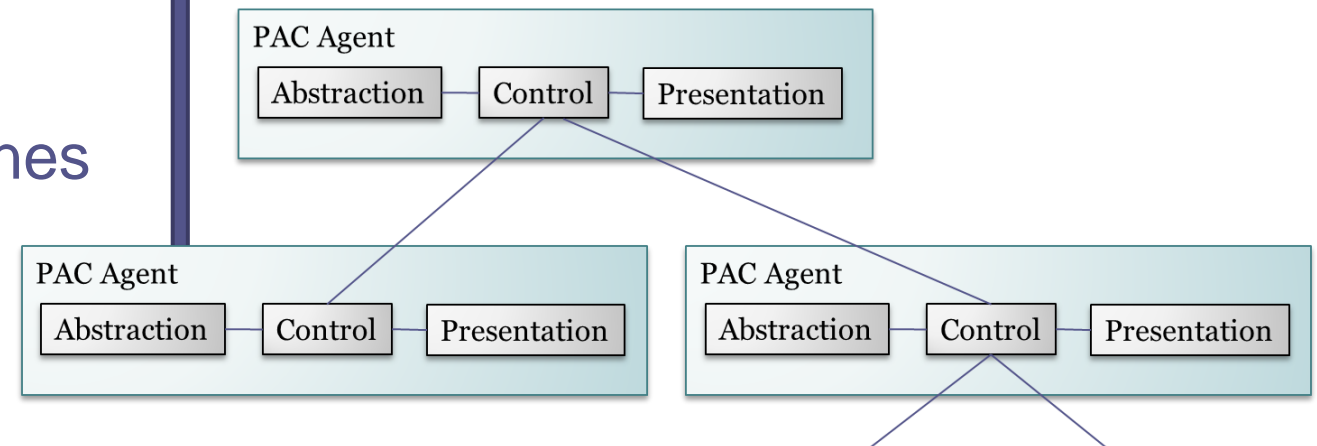 PAC Agent
Abstraction Control Presentation
nes
PAC Agent
Abstraction Control Presentation
PAC Agent
Abstraction Control Presentation